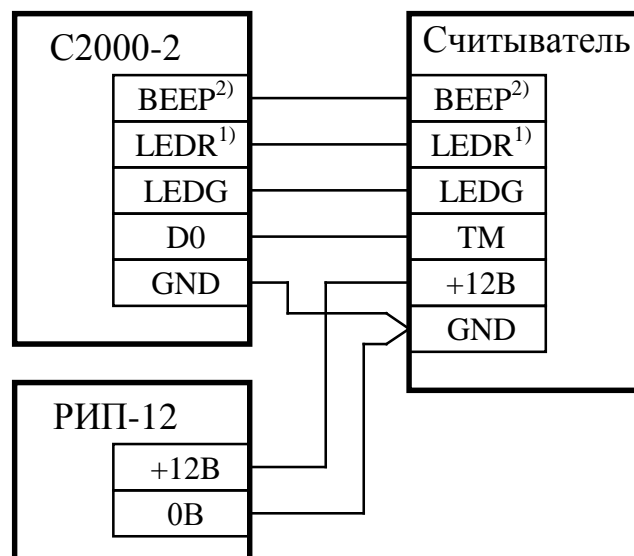 С2000-2
BEEP2)
LEDR1)
LEDG
D0
GND
Считыватель
BEEP2)
LEDR1)
LEDG
TM
+12В
GND
РИП-12
+12В
0В